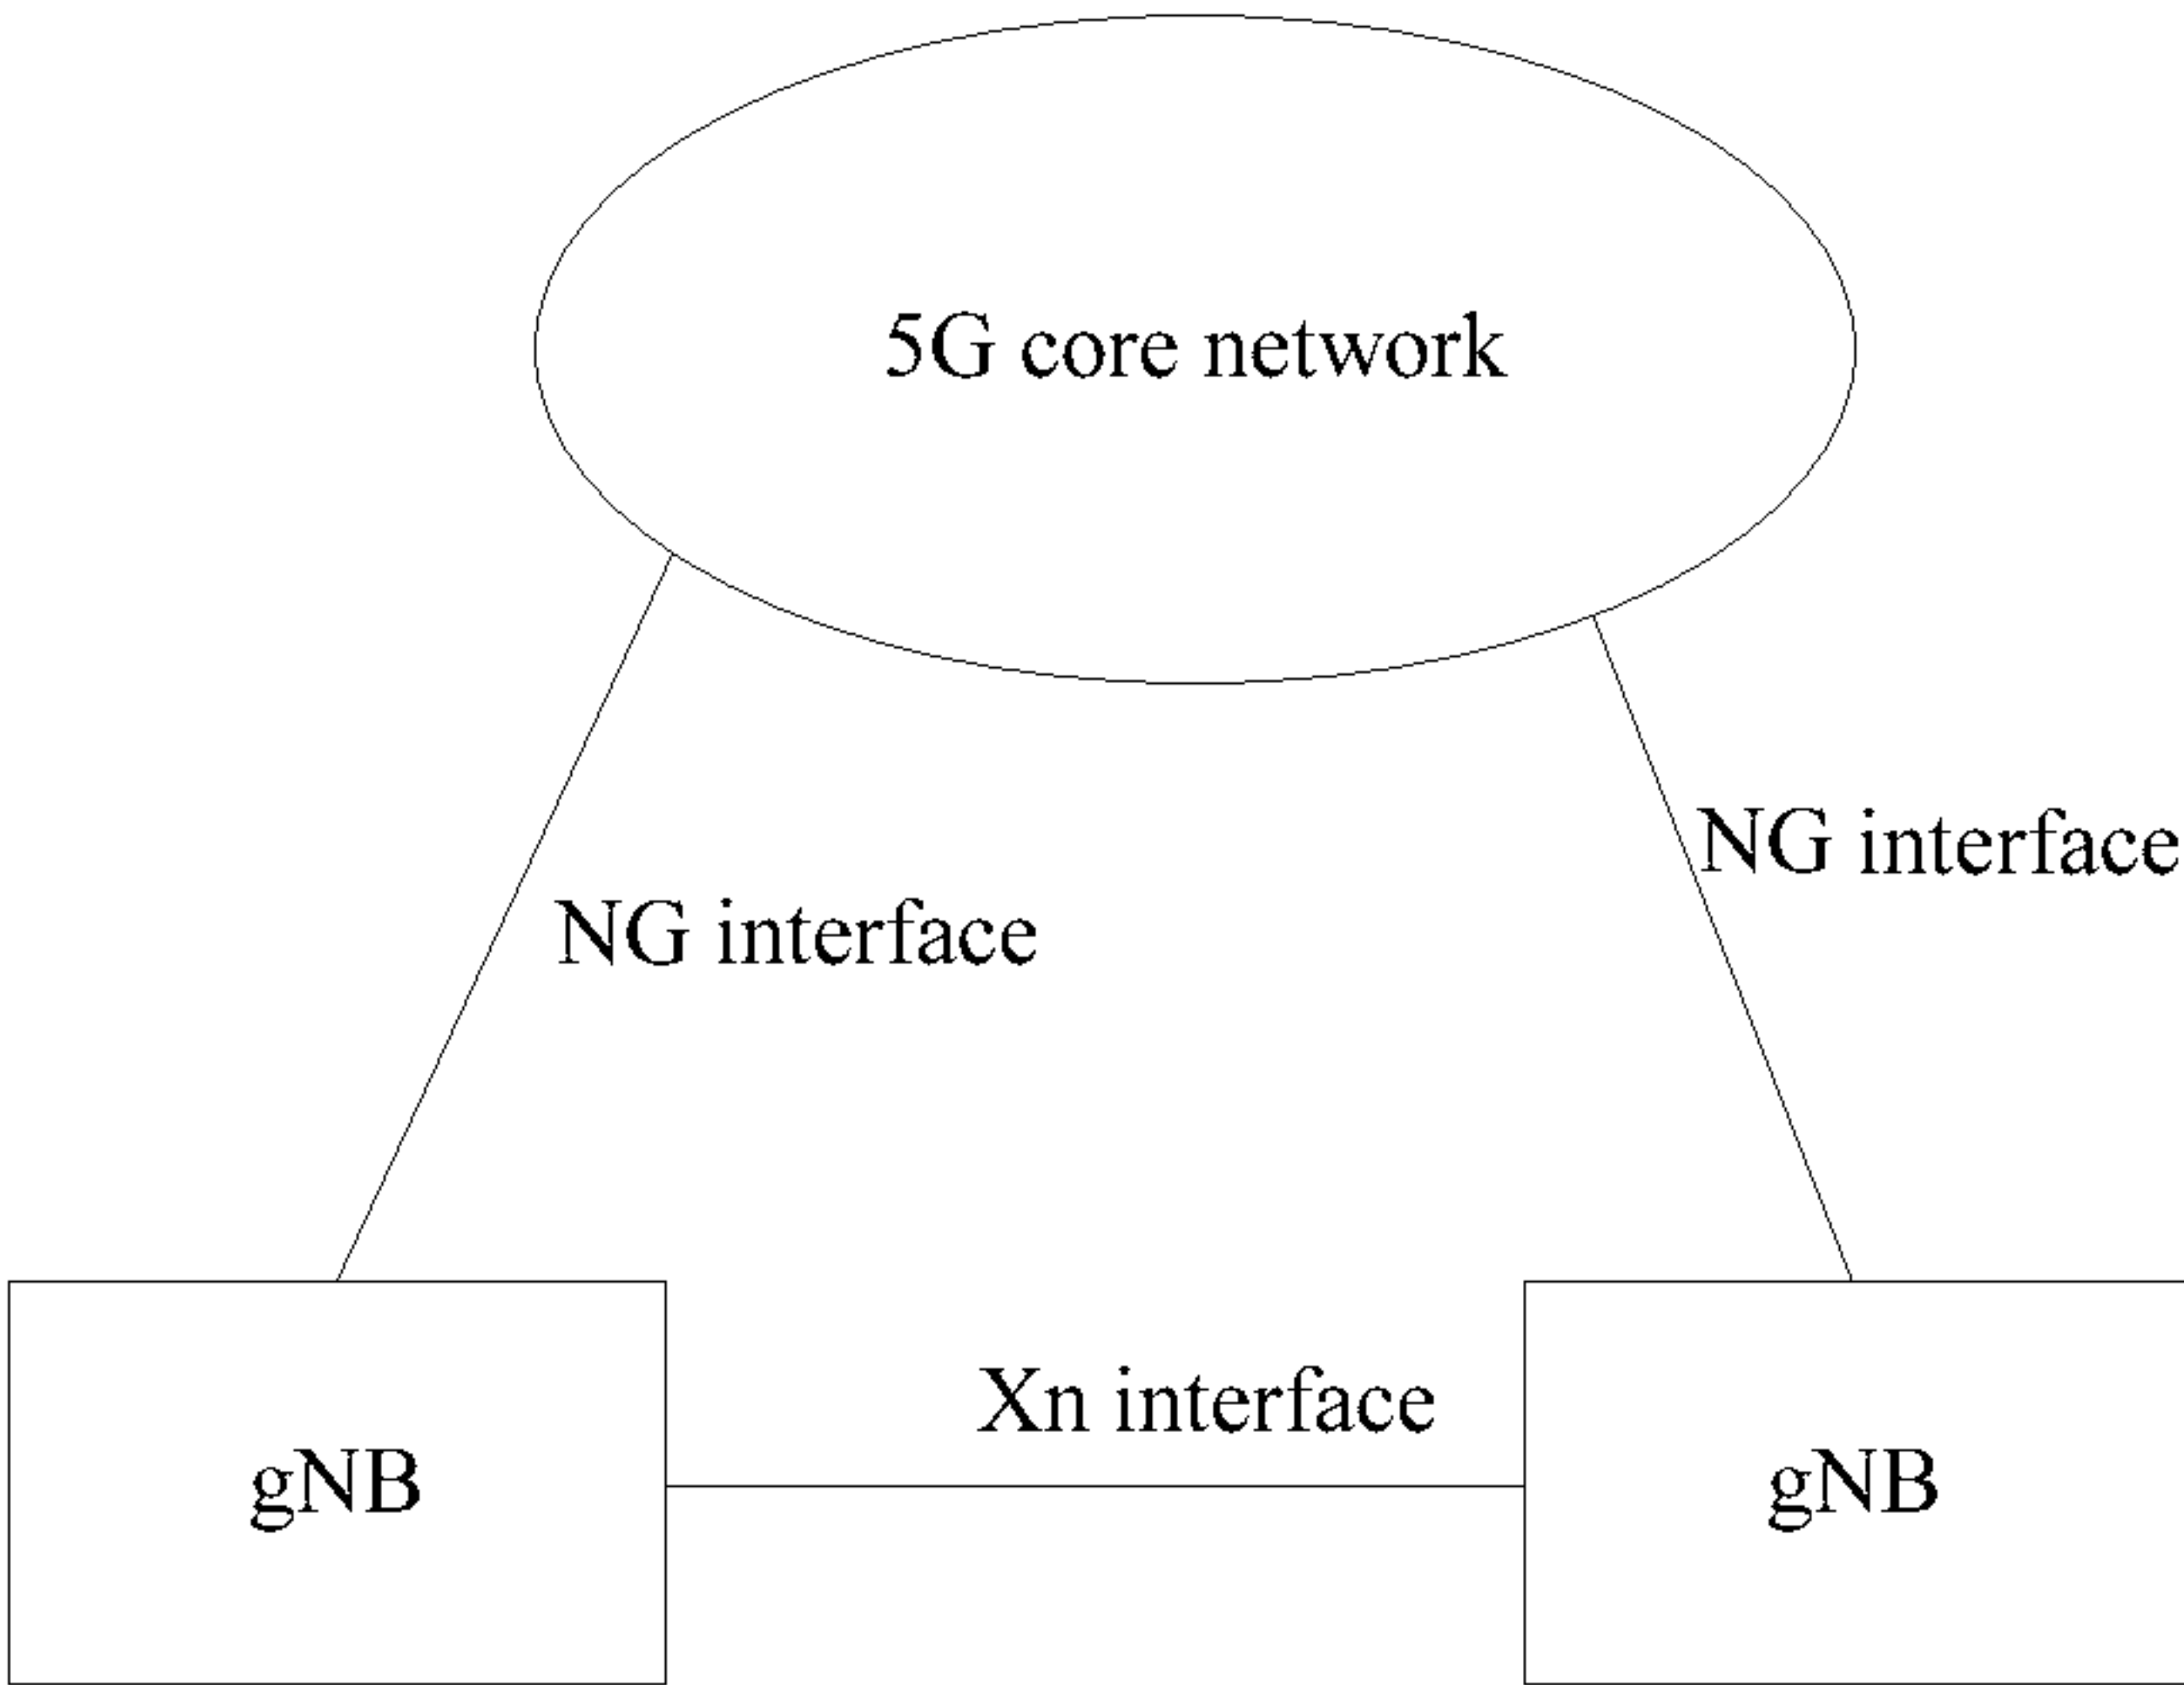 5G core network
NG interface
NG interface
Xn interface
gNB
gNB